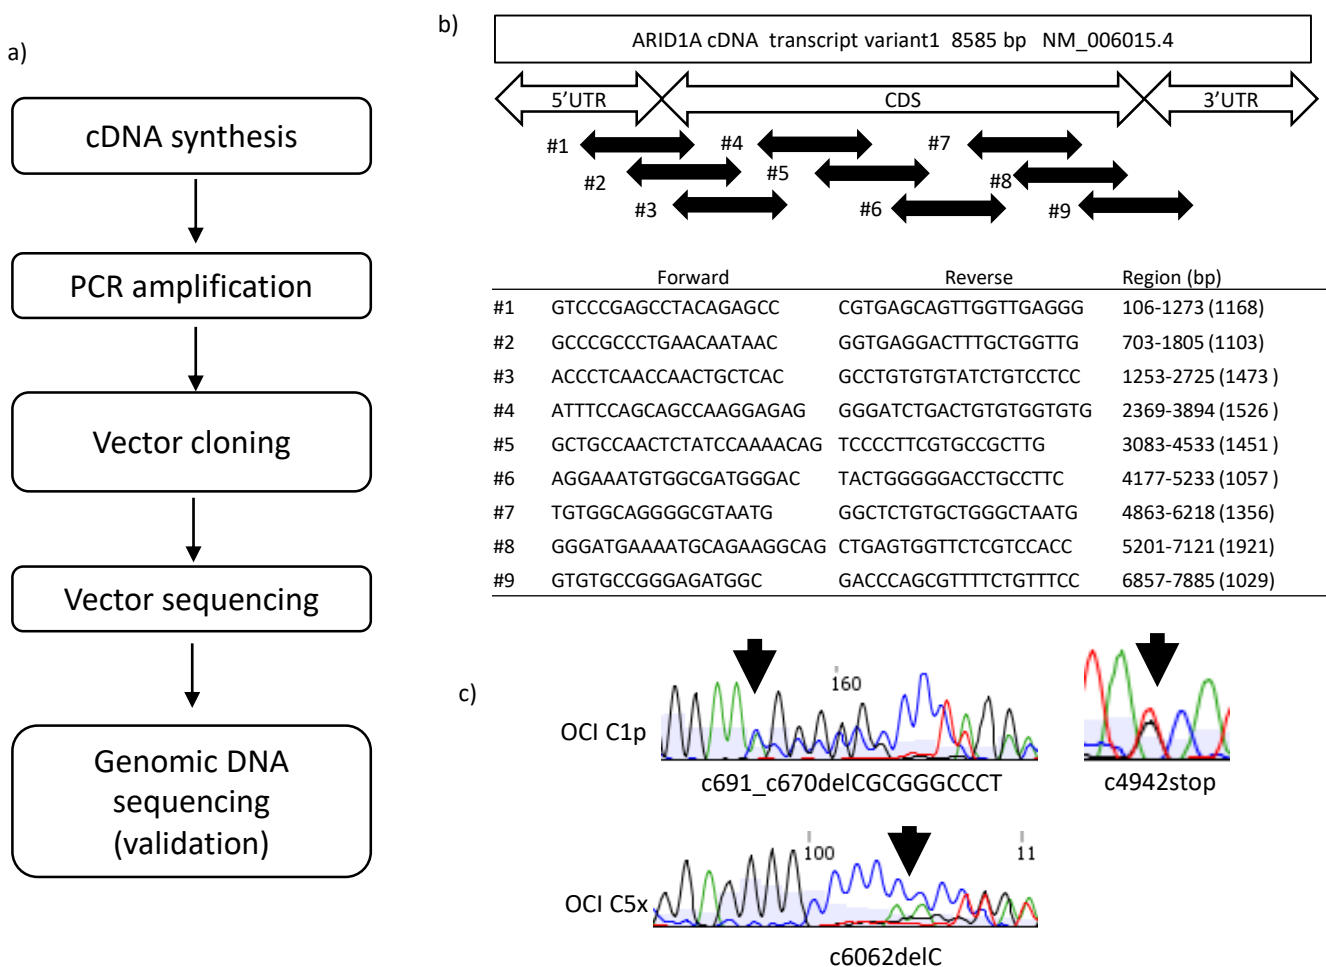 a)
cDNA synthesis
PCR amplification
Vector cloning
Vector sequencing
Genomic DNA
sequencing
(validation)
b)
ARID1A cDNA transcript variant1 8585 bp NM_006015.4
5'UTR CDS 3'UTR
#1 #4 #7
#2 #5 #8
#3 #6 #9
Forward Reverse Region (bp)
#1 GTCCCGAGCCTACAGAGCC CGTGAGCAGTTGGTTGAGGG 106-1273 (1168)
#2 GCCCGCCCTGAACAATAAC GGTGAGGACTTTGCTGGTTG 703-1805 (1103)
#3 ACCCTCAACCAACTGCTCAC GCCTGTGTGTATCTGTCCTCC 1253-2725 (1473 )
#4 ATTTCCAGCAGCCAAGGAGAG GGGATCTGACTGTGTGGTGTG 2369-3894 (1526 )
#5 GCTGCCAACTCTATCCAAAACAG TCCCCTTCGTGCCGCTTG 3083-4533 (1451 )
#6 AGGAAATGTGGCGATGGGAC TACTGGGGGACCTGCCTTC 4177-5233 (1057 )
#7 TGTGGCAGGGGCGTAATG GGCTCTGTGCTGGGCTAATG 4863-6218 (1356)
#8 GGGATGAAAATGCAGAAGGCAG CTGAGTGGTTCTCGTCCACC 5201-7121 (1921)
#9 GTGTGCCGGGAGATGGC GACCCAGCGTTTTCTGTTTCC 6857-7885 (1029)
c)
160
OCI C1p
c691_c670delCGCGGGCCCT c4942stop
100 11
OCI C5x
c6062delC